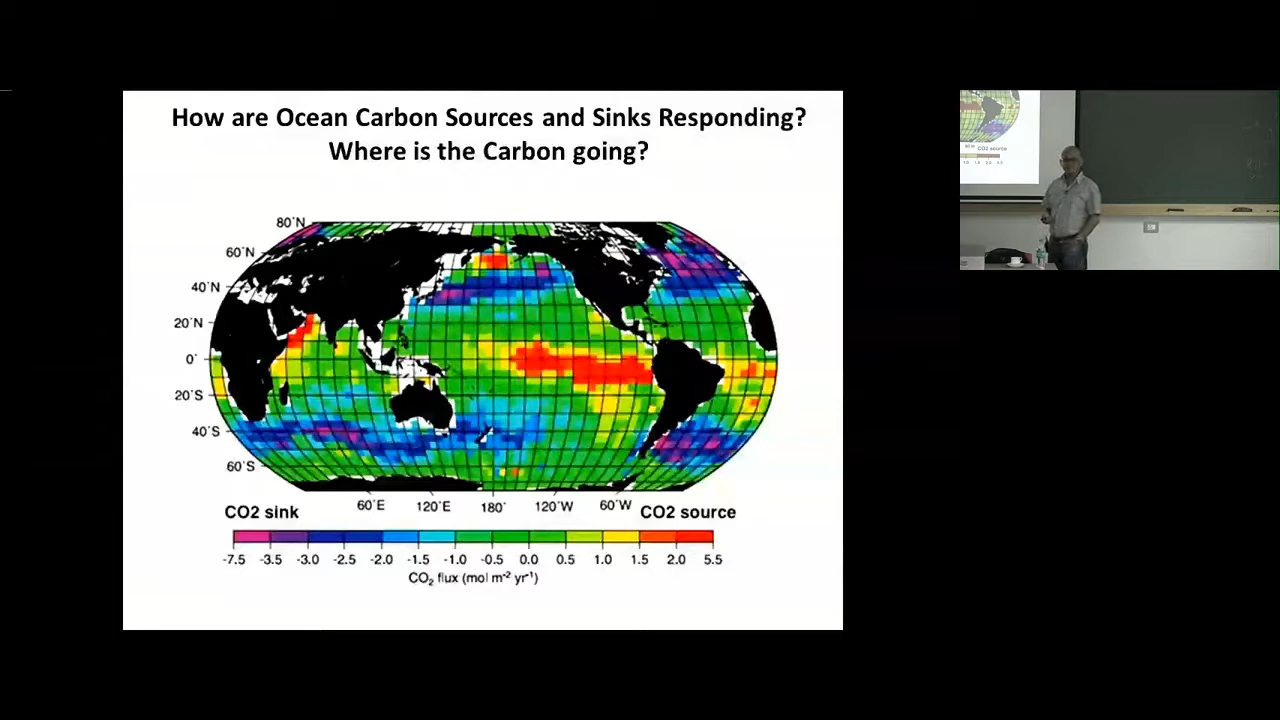 How are Ocean Carbon Sources and Sinks Responding?
Where is the Carbon going?
80°N
60°N
40°N
20°N
0°
20°S
40°S
60°S
60°E 120°E 180° 120°W 60°W
CO2 sink CO2 source
-7.5 -3.5 -3.0 -2.5 -2.0 -1.5 -1.0 -0.5 0.0 0.5 1.0 1.5 2.0 5.5
CO₂ flux (mol m⁻² yr⁻¹)
CO2 source